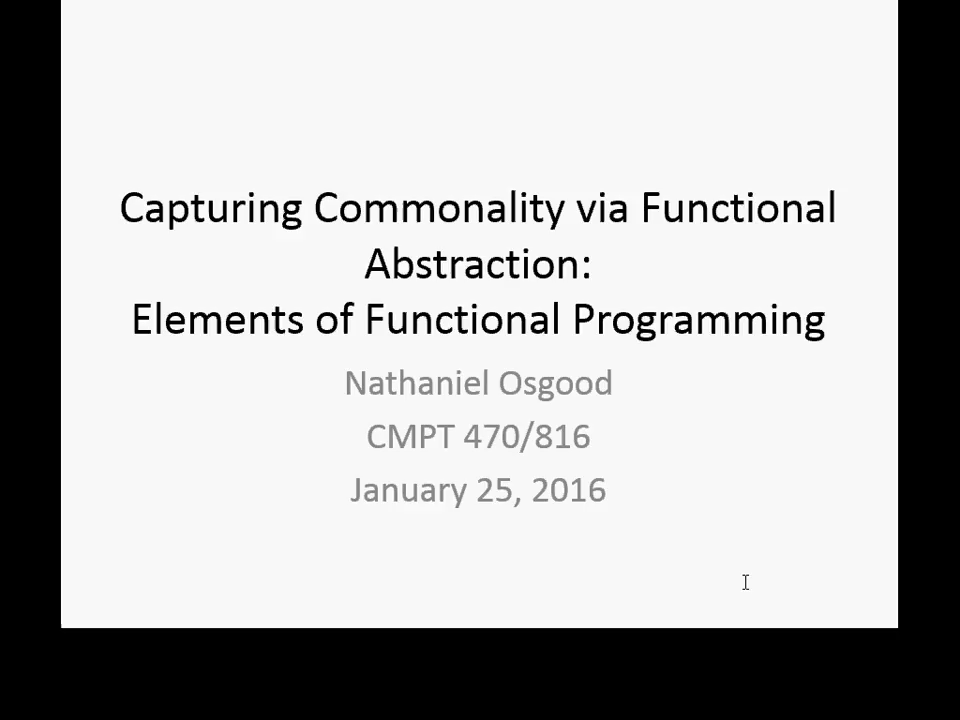 Capturing Commonality via Functional
Abstraction:
Elements of Functional Programming
Nathaniel Osgood
CMPT 470/816
January 25, 2016